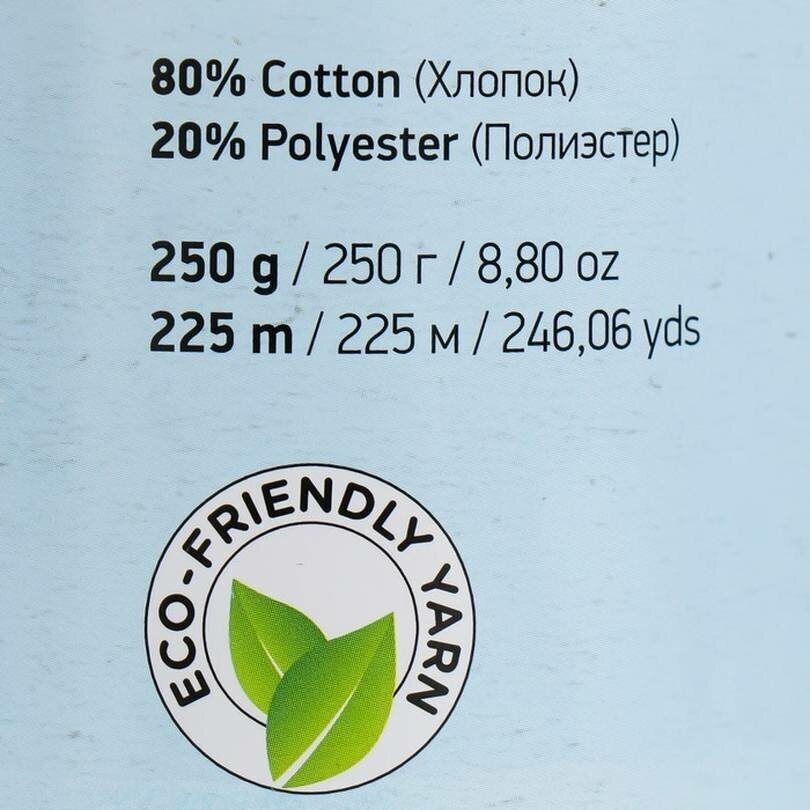 80% Cotton (Хлопок)
20% Polyester (Полиэстер)
250 g / 250 г / 8,80 oz
225 m / 225 м / 246,06 yds
ECO-FRIENDLY YARN